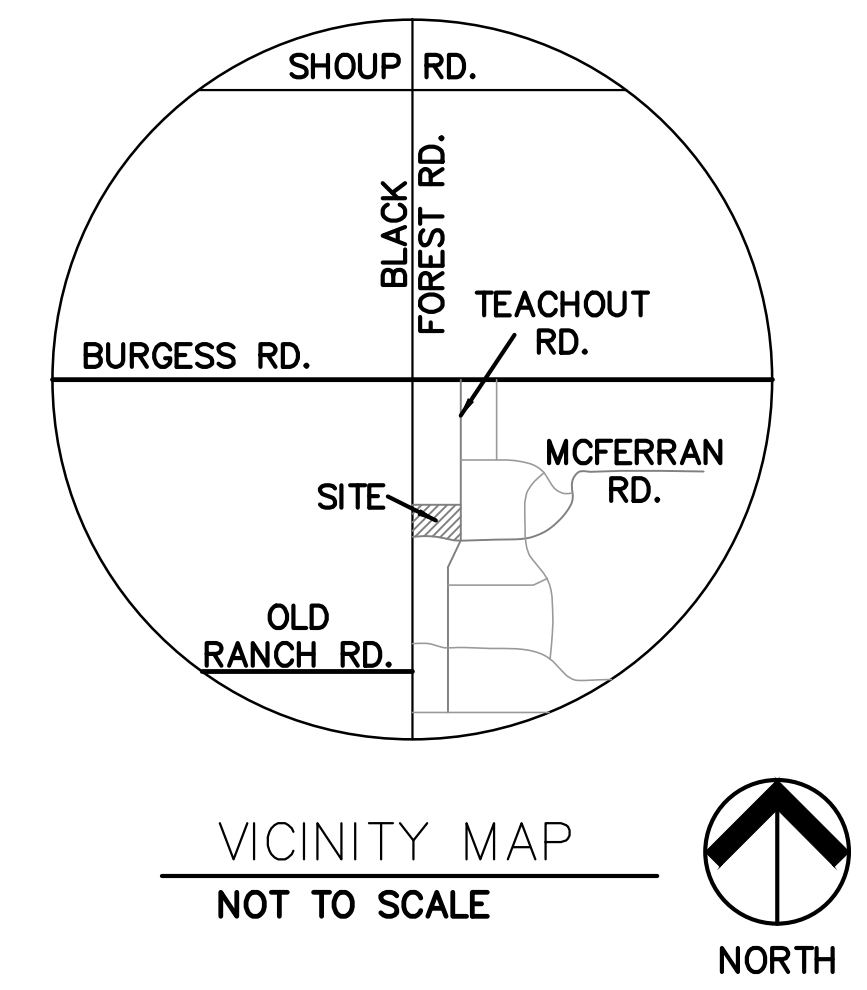 SHOUP RD.
BLACK
FOREST RD.
TEACHOUT
RD.
BURGESS RD.
MCFERRAN
RD.
SITE
OLD
RANCH RD.
VICINITY MAP
NOT TO SCALE
NORTH